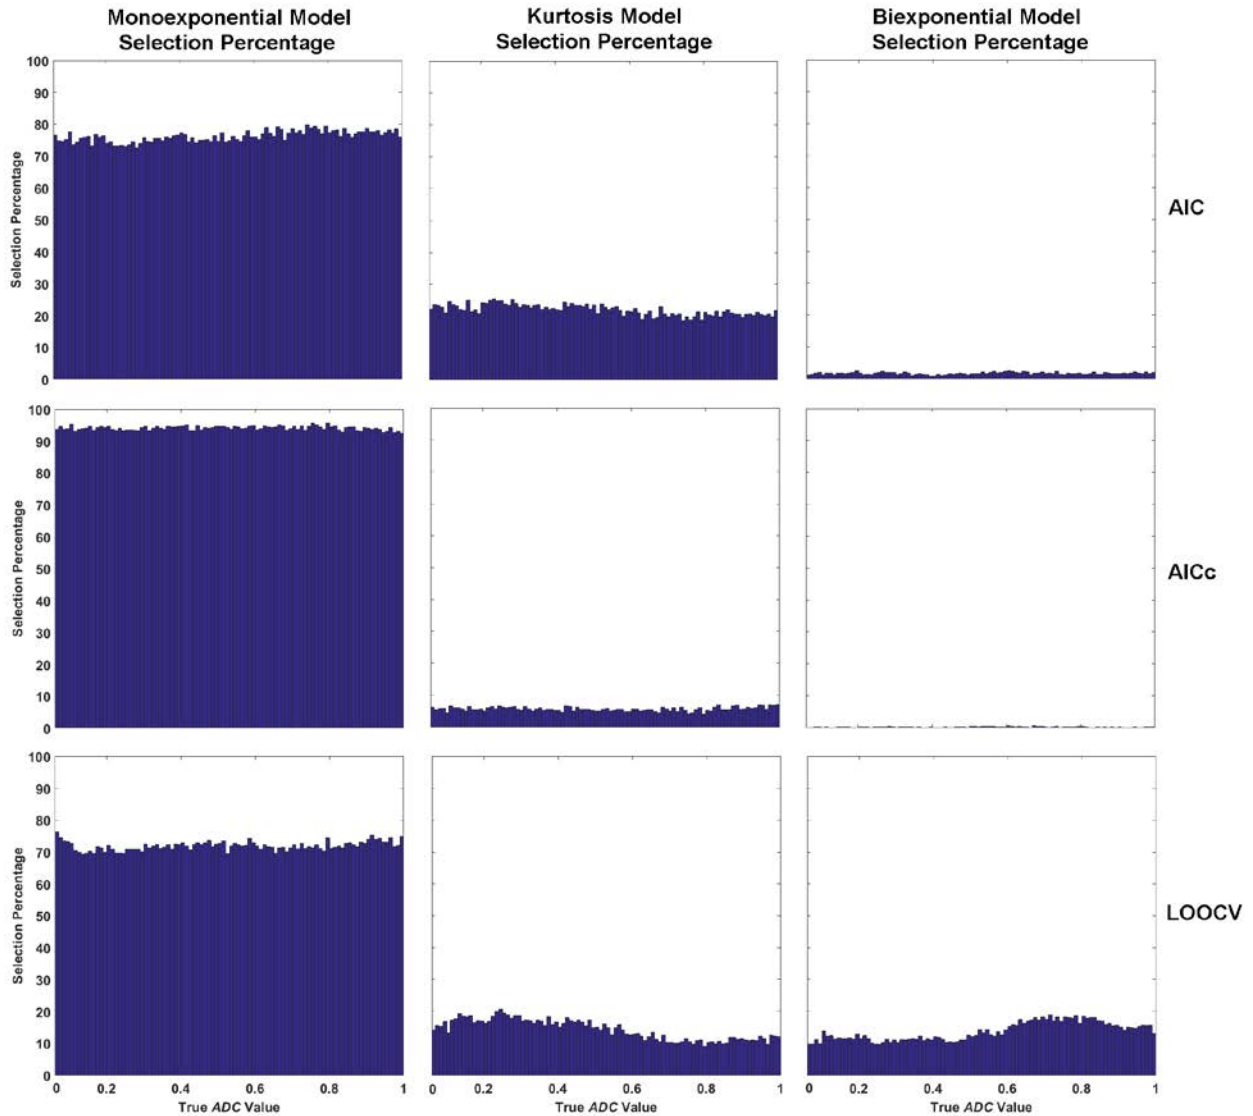 Monoexponential Model
Selection Percentage
Kurtosis Model
Selection Percentage
Biexponential Model
Selection Percentage
100
90
80
70
60
50
40
30
20
10
0
Selection Percentage
AIC
100
90
80
70
60
50
40
30
20
10
0
Selection Percentage
AICc
100
90
80
70
60
50
40
30
20
10
0
Selection Percentage
LOOCV
0 0.2 0.4 0.6 0.8 1
True ADC Value
0 0.2 0.4 0.6 0.8 1
True ADC Value
0 0.2 0.4 0.6 0.8 1
True ADC Value